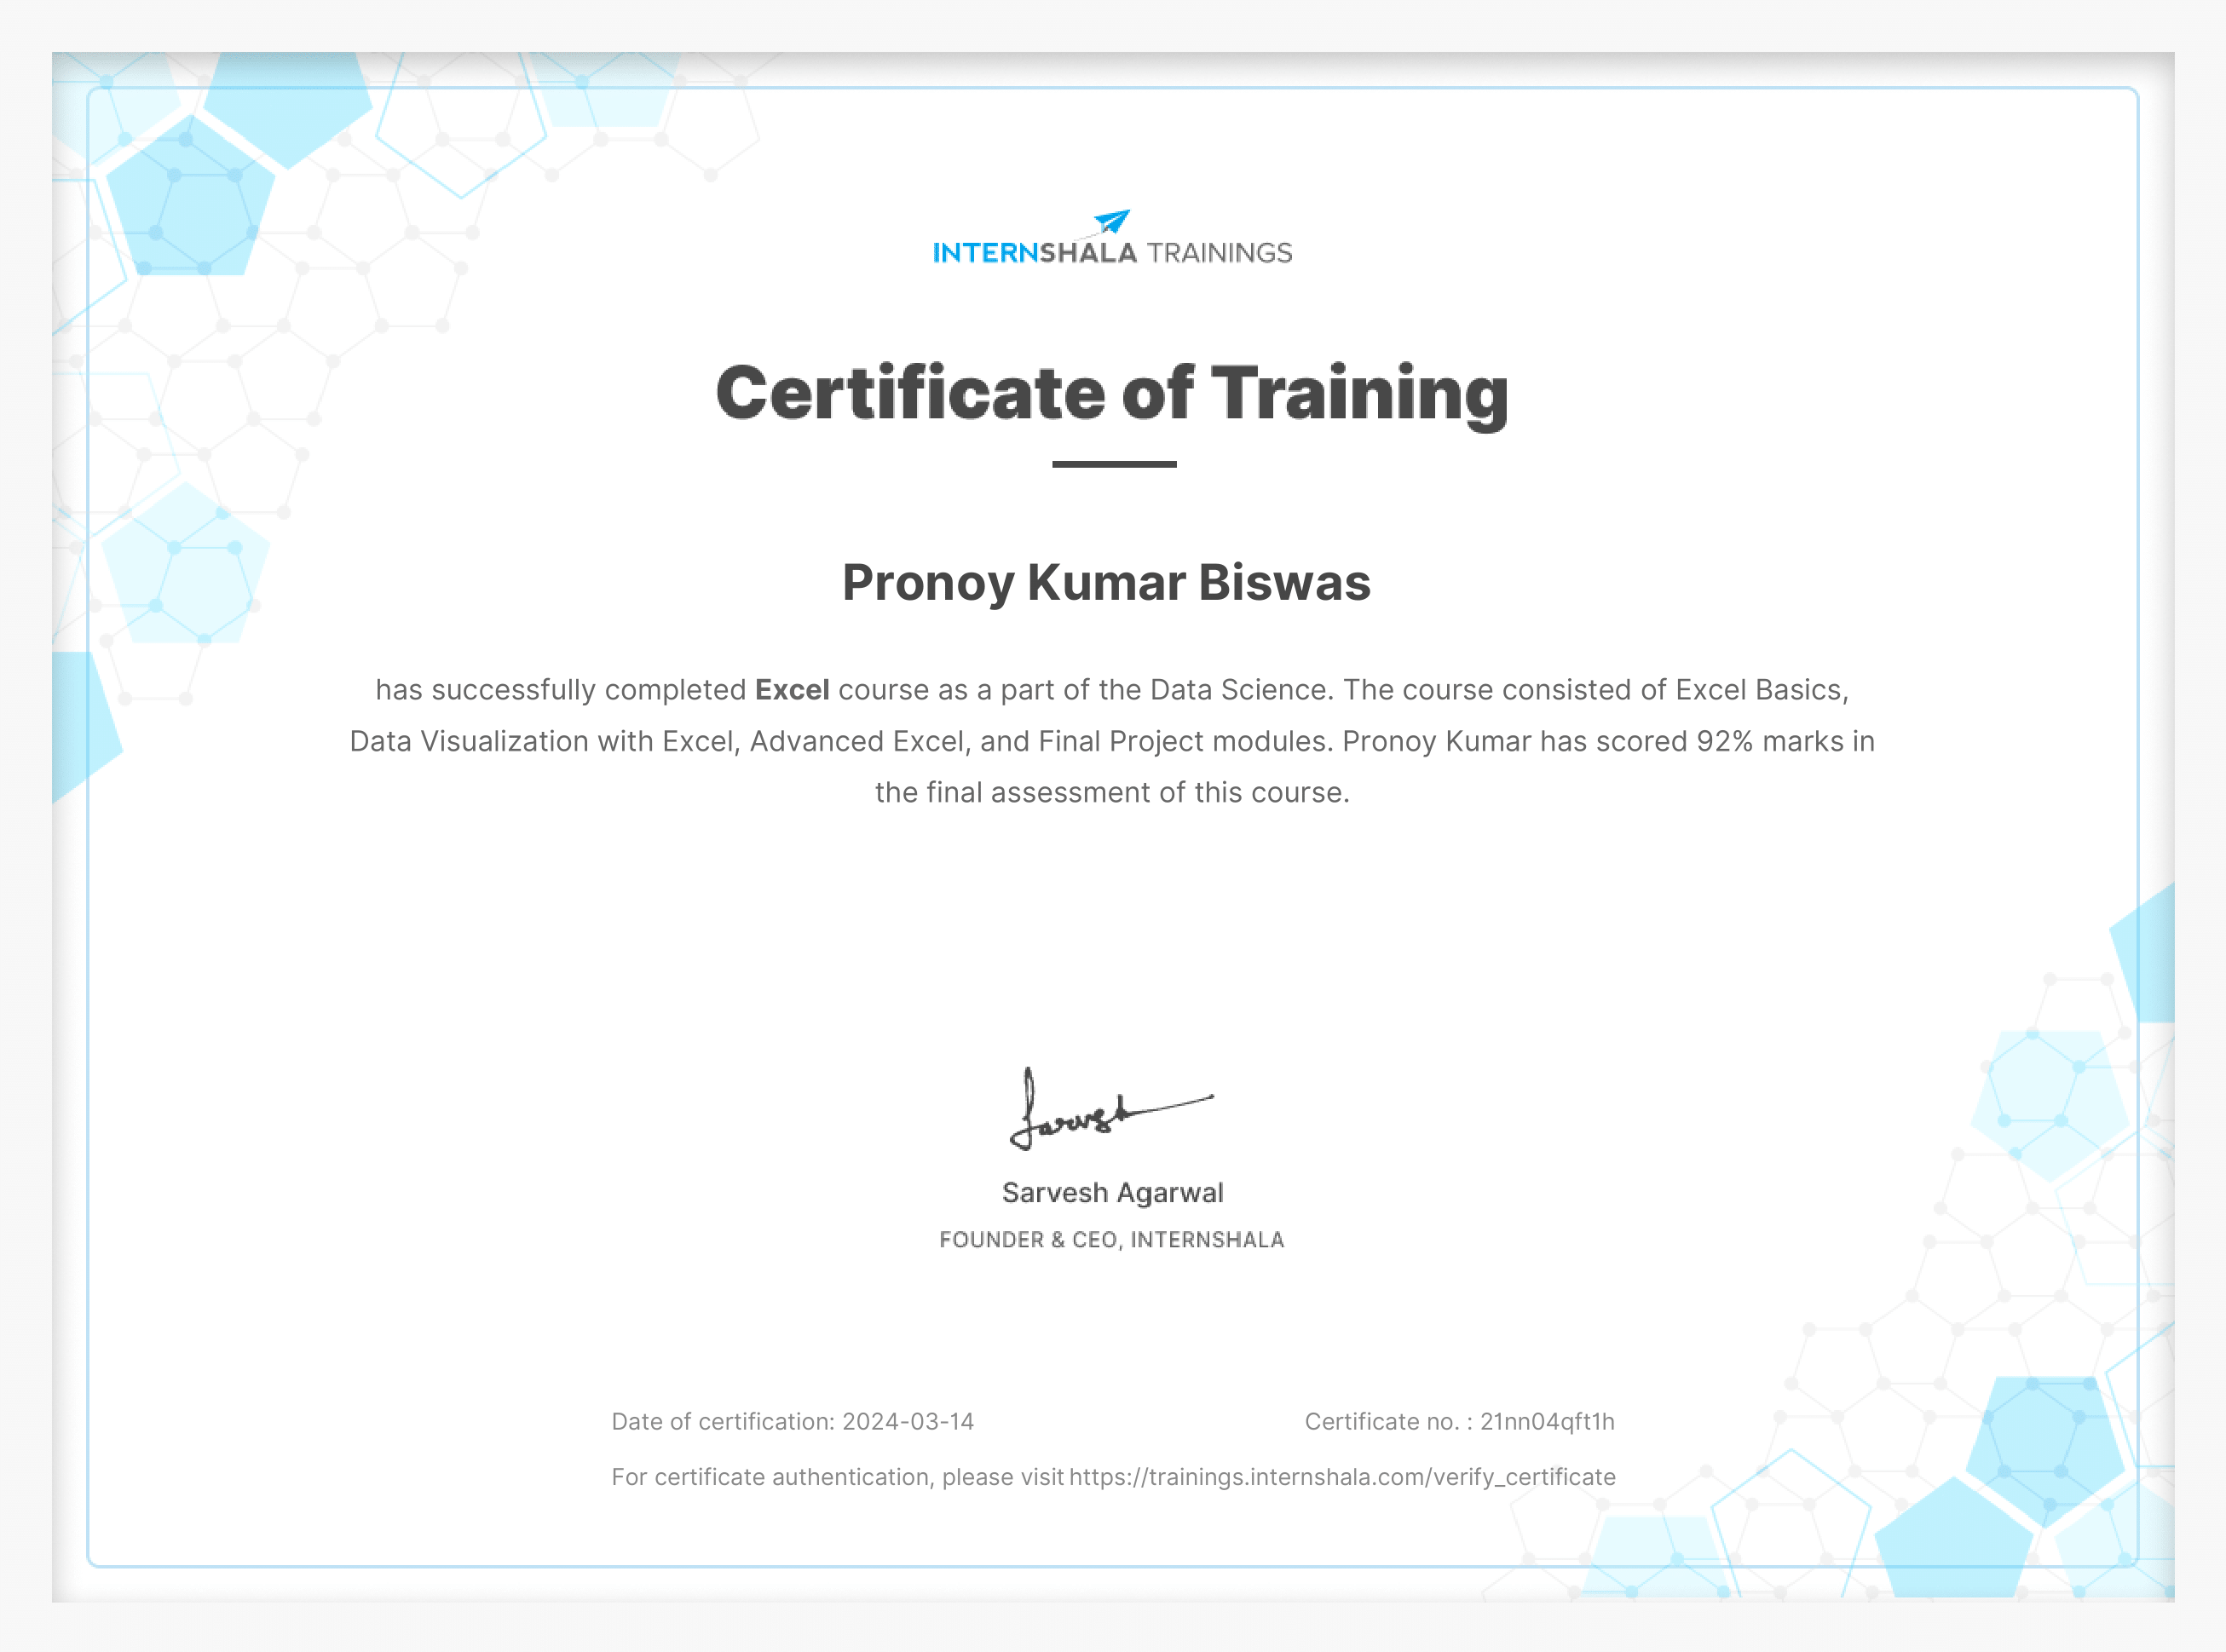 INTERNSHALA TRAININGS
Certificate of Training
Pronoy Kumar Biswas
has successfully completed Excel course as a part of the Data Science. The course consisted of Excel Basics,
Data Visualization with Excel, Advanced Excel, and Final Project modules. Pronoy Kumar has scored 92% marks in
the final assessment of this course.
Sarvesh
Sarvesh Agarwal
FOUNDER & CEO, INTERNSHALA
Date of certification: 2024-03-14 Certificate no. : 21nn04qft1h
For certificate authentication, please visit https://trainings.internshala.com/verify_certificate